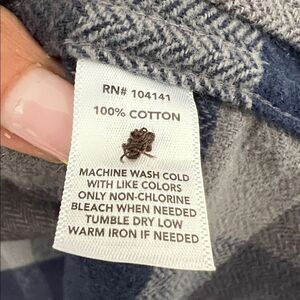 RN# 104141
100% COTTON
MACHINE WASH COLD
WITH LIKE COLORS
ONLY NON-CHLORINE
BLEACH WHEN NEEDED
TUMBLE DRY LOW
WARM IRON IF NEEDED